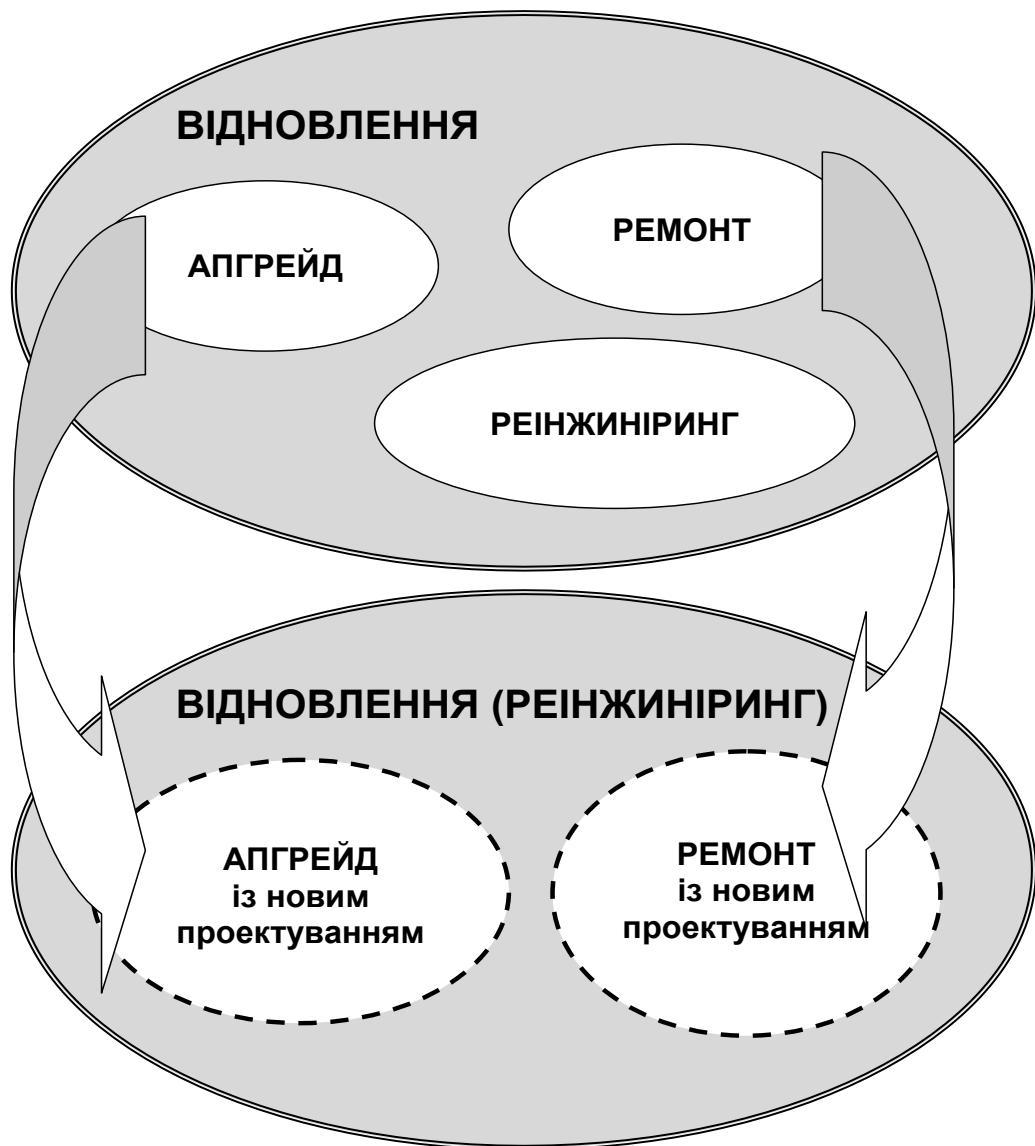 ВІДНОВЛЕННЯ
РЕМОНТ
АПГРЕЙД
РЕІНЖИНІРИНГ
ВІДНОВЛЕННЯ (РЕІНЖИНІРИНГ)
АПГРЕЙД
із новим
проектуванням
РЕМОНТ
із новим
проектуванням